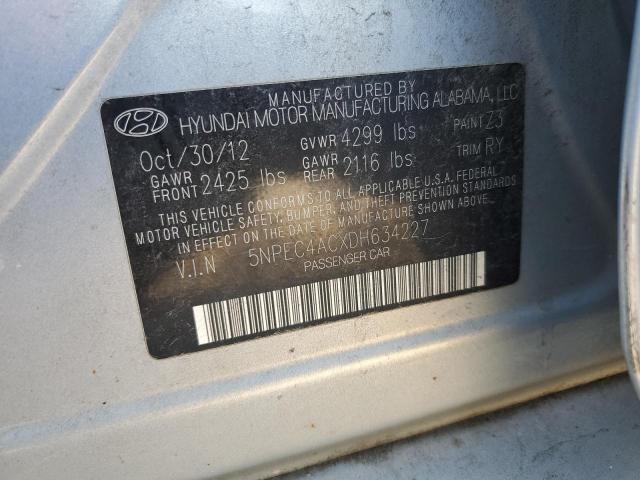 MANUFACTURED BY
HYUNDAI MOTOR MANUFACTURING ALABAMA, LLC
Oct/30/12 GVWR 4299 lbs PAINT Z3
GAWR FRONT 2425 lbs GAWR REAR 2116 lbs TRIM RY
THIS VEHICLE CONFORMS TO ALL APPLICABLE U.S.A. FEDERAL
MOTOR VEHICLE SAFETY, BUMPER, AND THEFT PREVENTION STANDARDS
IN EFFECT ON THE DATE OF MANUFACTURE SHOWN ABOVE.
V.I.N 5NPEC4ACXDH634227
PASSENGER CAR